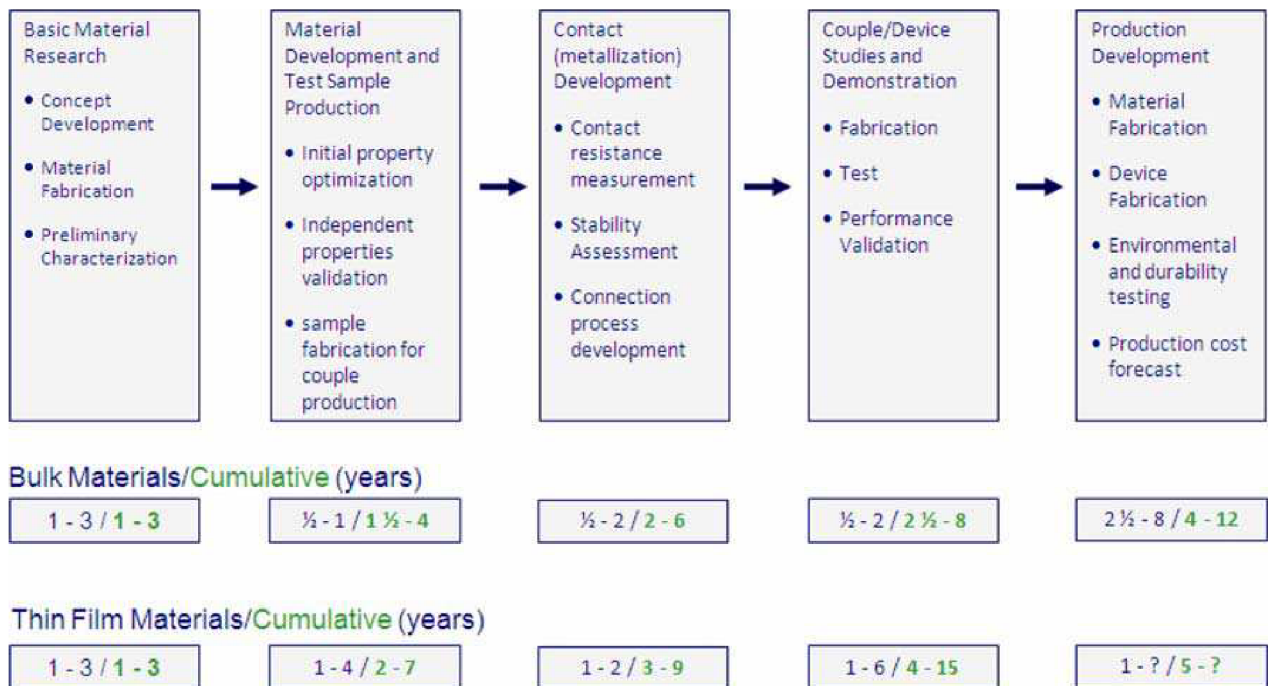 Basic Material
Research
• Concept
Development
• Material
Fabrication
• Preliminary
Characterization
Material
Development and
Test Sample
Production
• Initial property
optimization
• Independent
properties
validation
• sample
fabrication for
couple
production
Contact
(metallization)
Development
• Contact
resistance
measurement
• Stability
Assessment
• Connection
process
development
Couple/Device
Studies and
Demonstration
• Fabrication
• Test
• Performance
Validation
Production
Development
• Material
Fabrication
• Device
Fabrication
• Environmental
and durability
testing
• Production cost
forecast
Bulk Materials/Cumulative (years)
1 - 3 / 1 - 3
½ - 1 / 1 ½ - 4
½ - 2 / 2 - 6
½ - 2 / 2 ½ - 8
2 ½ - 8 / 4 - 12
Thin Film Materials/Cumulative (years)
1 - 3 / 1 - 3
1 - 4 / 2 - 7
1 - 2 / 3 - 9
1 - 6 / 4 - 15
1 - ? / 5 - ?